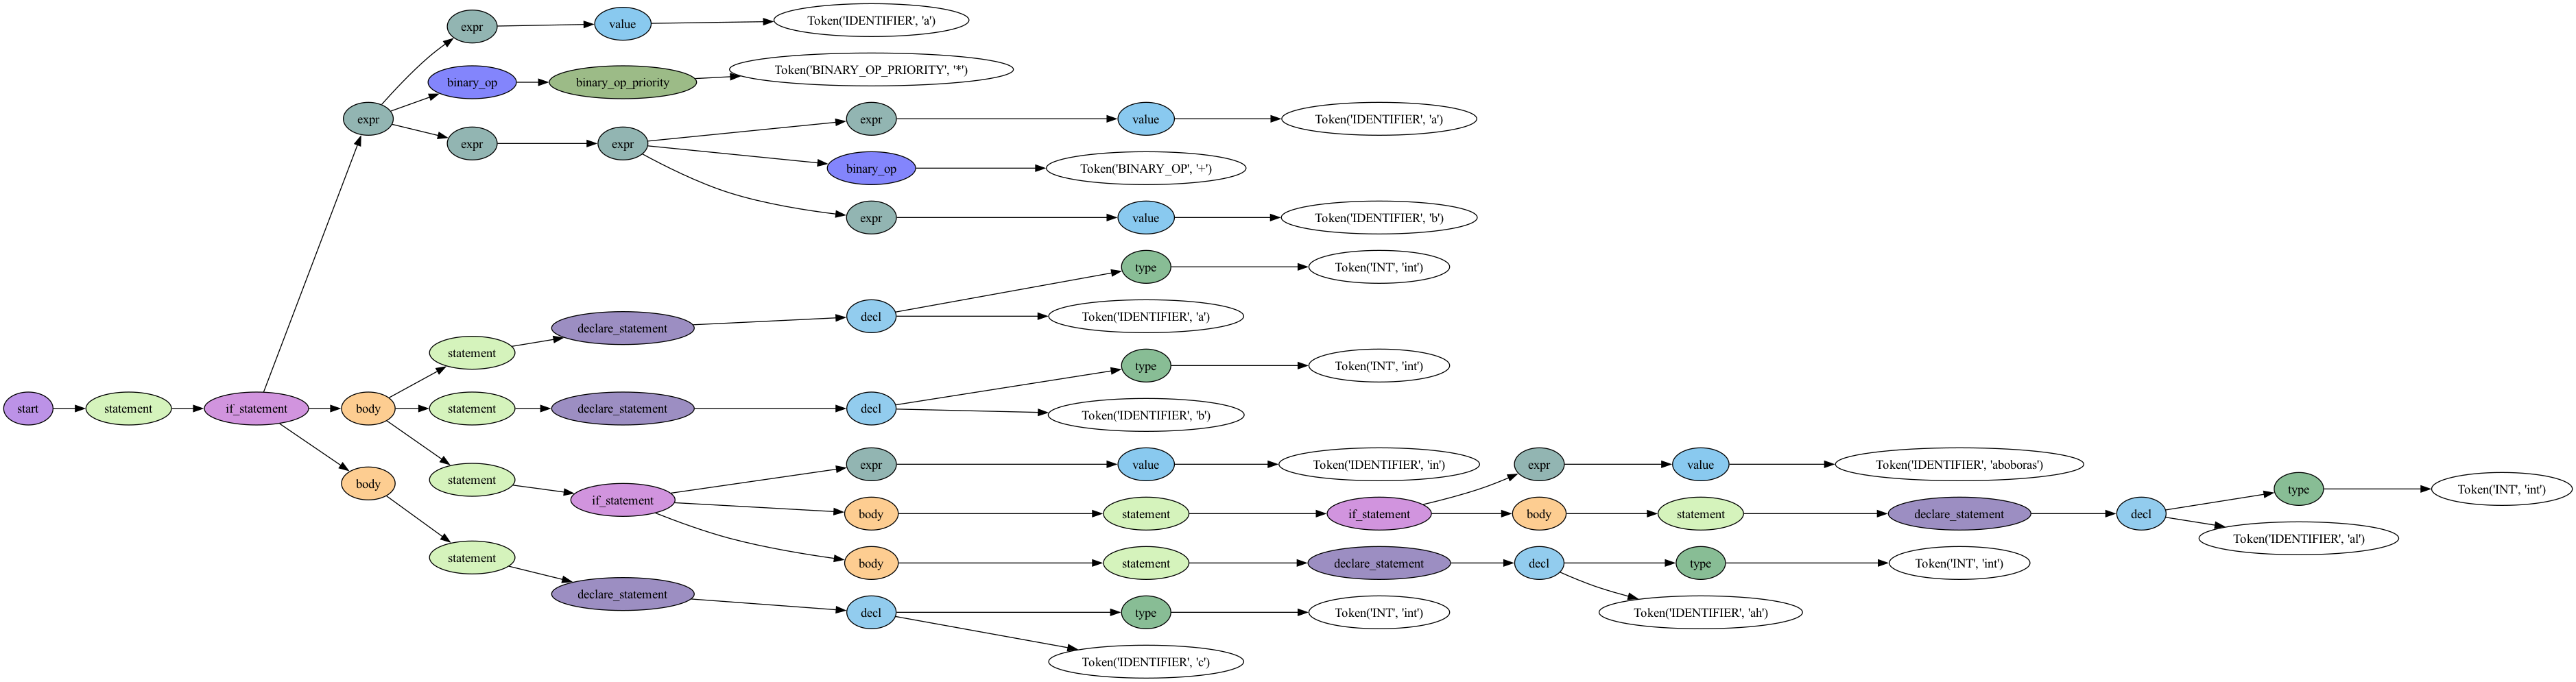 expr
value
Token('IDENTIFIER', 'a')
binary_op
binary_op_priority
Token('BINARY_OP_PRIORITY', '*')
expr
expr
expr
expr
value
Token('IDENTIFIER', 'a')
binary_op
Token('BINARY_OP', '+')
expr
value
Token('IDENTIFIER', 'b')
type
Token('INT', 'int')
statement
declare_statement
decl
Token('IDENTIFIER', 'a')
type
Token('INT', 'int')
start
statement
if_statement
body
statement
declare_statement
decl
Token('IDENTIFIER', 'b')
body
statement
if_statement
expr
value
Token('IDENTIFIER', 'in')
expr
value
Token('IDENTIFIER', 'aboboras')
body
statement
if_statement
body
statement
declare_statement
decl
type
Token('INT', 'int')
Token('IDENTIFIER', 'al')
body
statement
declare_statement
decl
type
Token('INT', 'int')
Token('IDENTIFIER', 'ah')
statement
declare_statement
decl
type
Token('INT', 'int')
Token('IDENTIFIER', 'c')